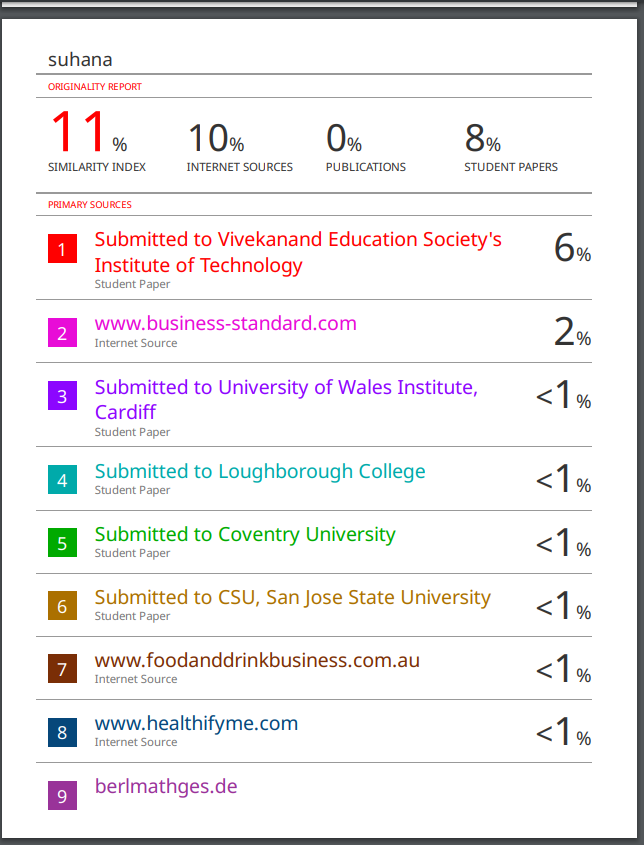 suhana
ORIGINALITY REPORT
11% 10% 0% 8%
SIMILARITY INDEX INTERNET SOURCES PUBLICATIONS STUDENT PAPERS
PRIMARY SOURCES
1 Submitted to Vivekanand Education Society's 6%
Institute of Technology
Student Paper
2 www.business-standard.com 2%
Internet Source
3 Submitted to University of Wales Institute, <1%
Cardiff
Student Paper
4 Submitted to Loughborough College <1%
Student Paper
5 Submitted to Coventry University <1%
Student Paper
6 Submitted to CSU, San Jose State University <1%
Student Paper
7 www.foodanddrinkbusiness.com.au <1%
Internet Source
8 www.healthifyme.com <1%
Internet Source
9 berlmathges.de